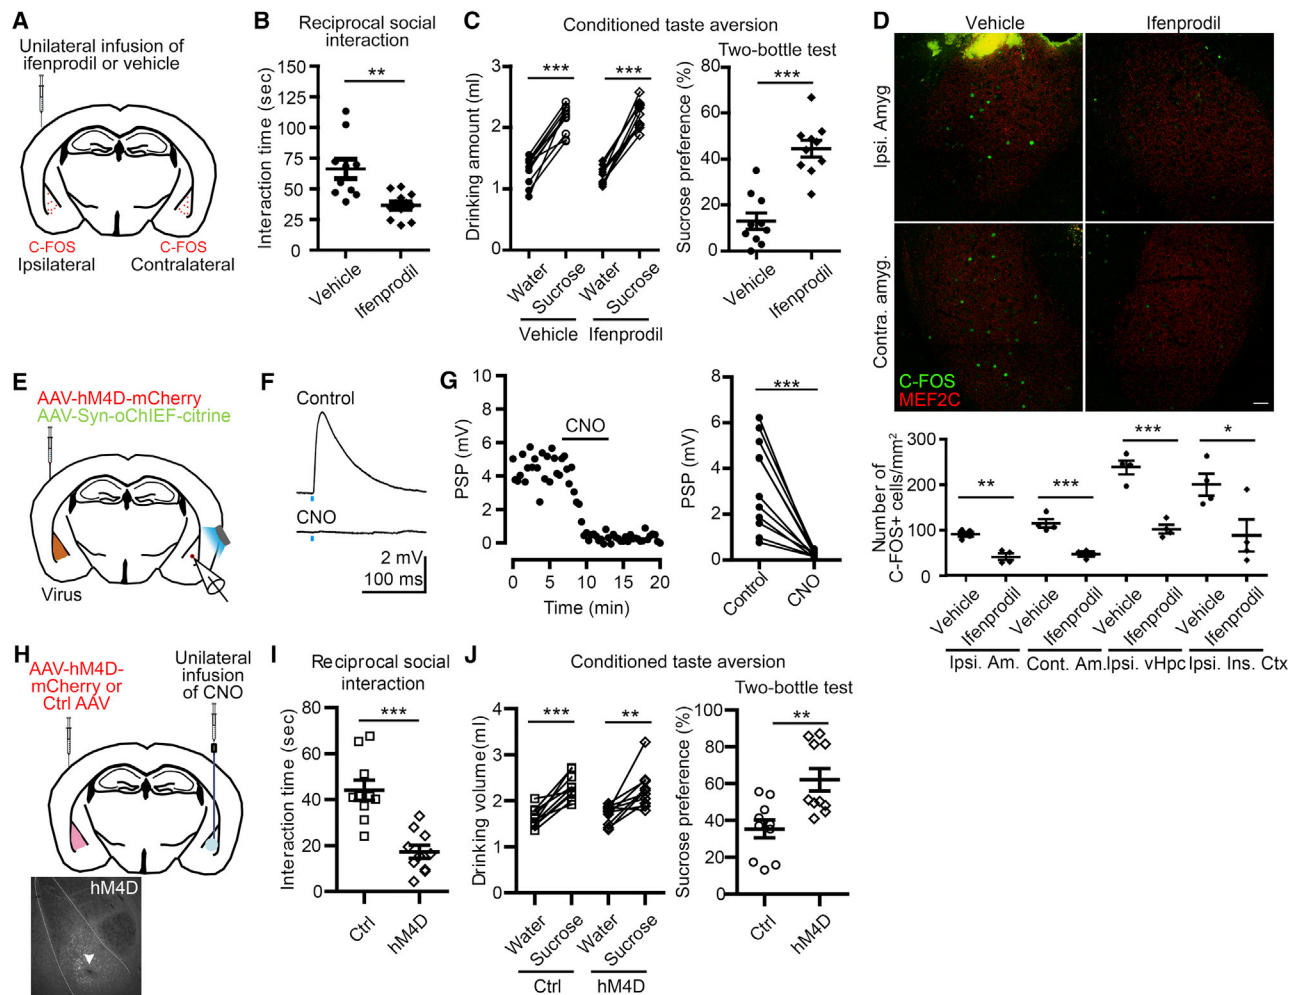 A
Unilateral infusion of
ifenprodil or vehicle
C-FOS
Ipsilateral
C-FOS
Contralateral
B
Reciprocal social
interaction
Interaction time (sec)
150
125
100
75
50
25
0
**
Vehicle
Ifenprodil
C
Conditioned taste aversion
Drinking amount (ml)
3
2
1
0
***
***
Water
Sucrose
Water
Sucrose
Vehicle
Ifenprodil
Two-bottle test
Sucrose preference (%)
80
60
40
20
0
***
Vehicle
Ifenprodil
D
Vehicle
Ifenprodil
Ipsi. Amyg
Contra. amyg.
C-FOS
MEF2C
Number of
C-FOS+ cells/mm²
300
200
100
0
**
***
***
*
Vehicle
Ifenprodil
Vehicle
Ifenprodil
Vehicle
Ifenprodil
Vehicle
Ifenprodil
Ipsi. Am.
Cont. Am.
Ipsi. vHpc
Ipsi. Ins. Ctx
E
AAV-hM4D-mCherry
AAV-Syn-oChIEF-citrine
Virus
F
Control
CNO
2 mV
100 ms
G
PSP (mV)
10
8
6
4
2
0
CNO
0
5
10
15
20
Time (min)
PSP (mV)
8
6
4
2
0
***
Control
CNO
H
AAV-hM4D-
mCherry or
Ctrl AAV
Unilateral
infusion
of CNO
hM4D
I
Reciprocal social
interaction
Interaction time (sec)
80
60
40
20
0
***
Ctrl
hM4D
J
Conditioned taste aversion
Drinking volume (ml)
4
3
2
1
0
***
**
Water
Sucrose
Water
Sucrose
Ctrl
hM4D
Two-bottle test
Sucrose preference (%)
100
80
60
40
20
0
**
Ctrl
hM4D